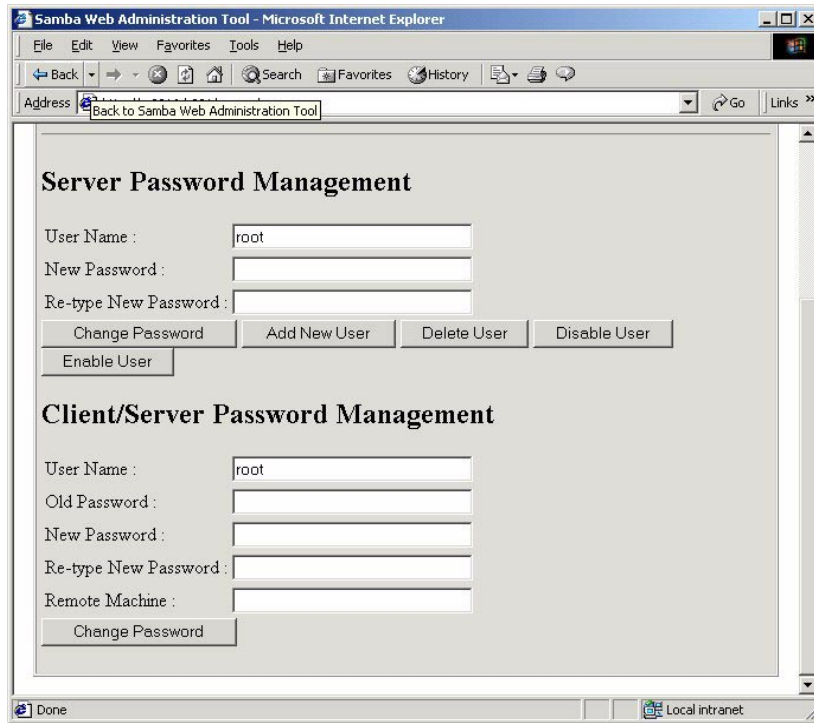 Samba Web Administration Tool - Microsoft Internet Explorer
File Edit View Favorites Tools Help
Back Search Favorites History
Address Go Links »
Back to Samba Web Administration Tool
Server Password Management
User Name : root
New Password :
Re-type New Password :
Change Password Add New User Delete User Disable User
Enable User
Client/Server Password Management
User Name : root
Old Password :
New Password :
Re-type New Password :
Remote Machine :
Change Password
Done Local intranet